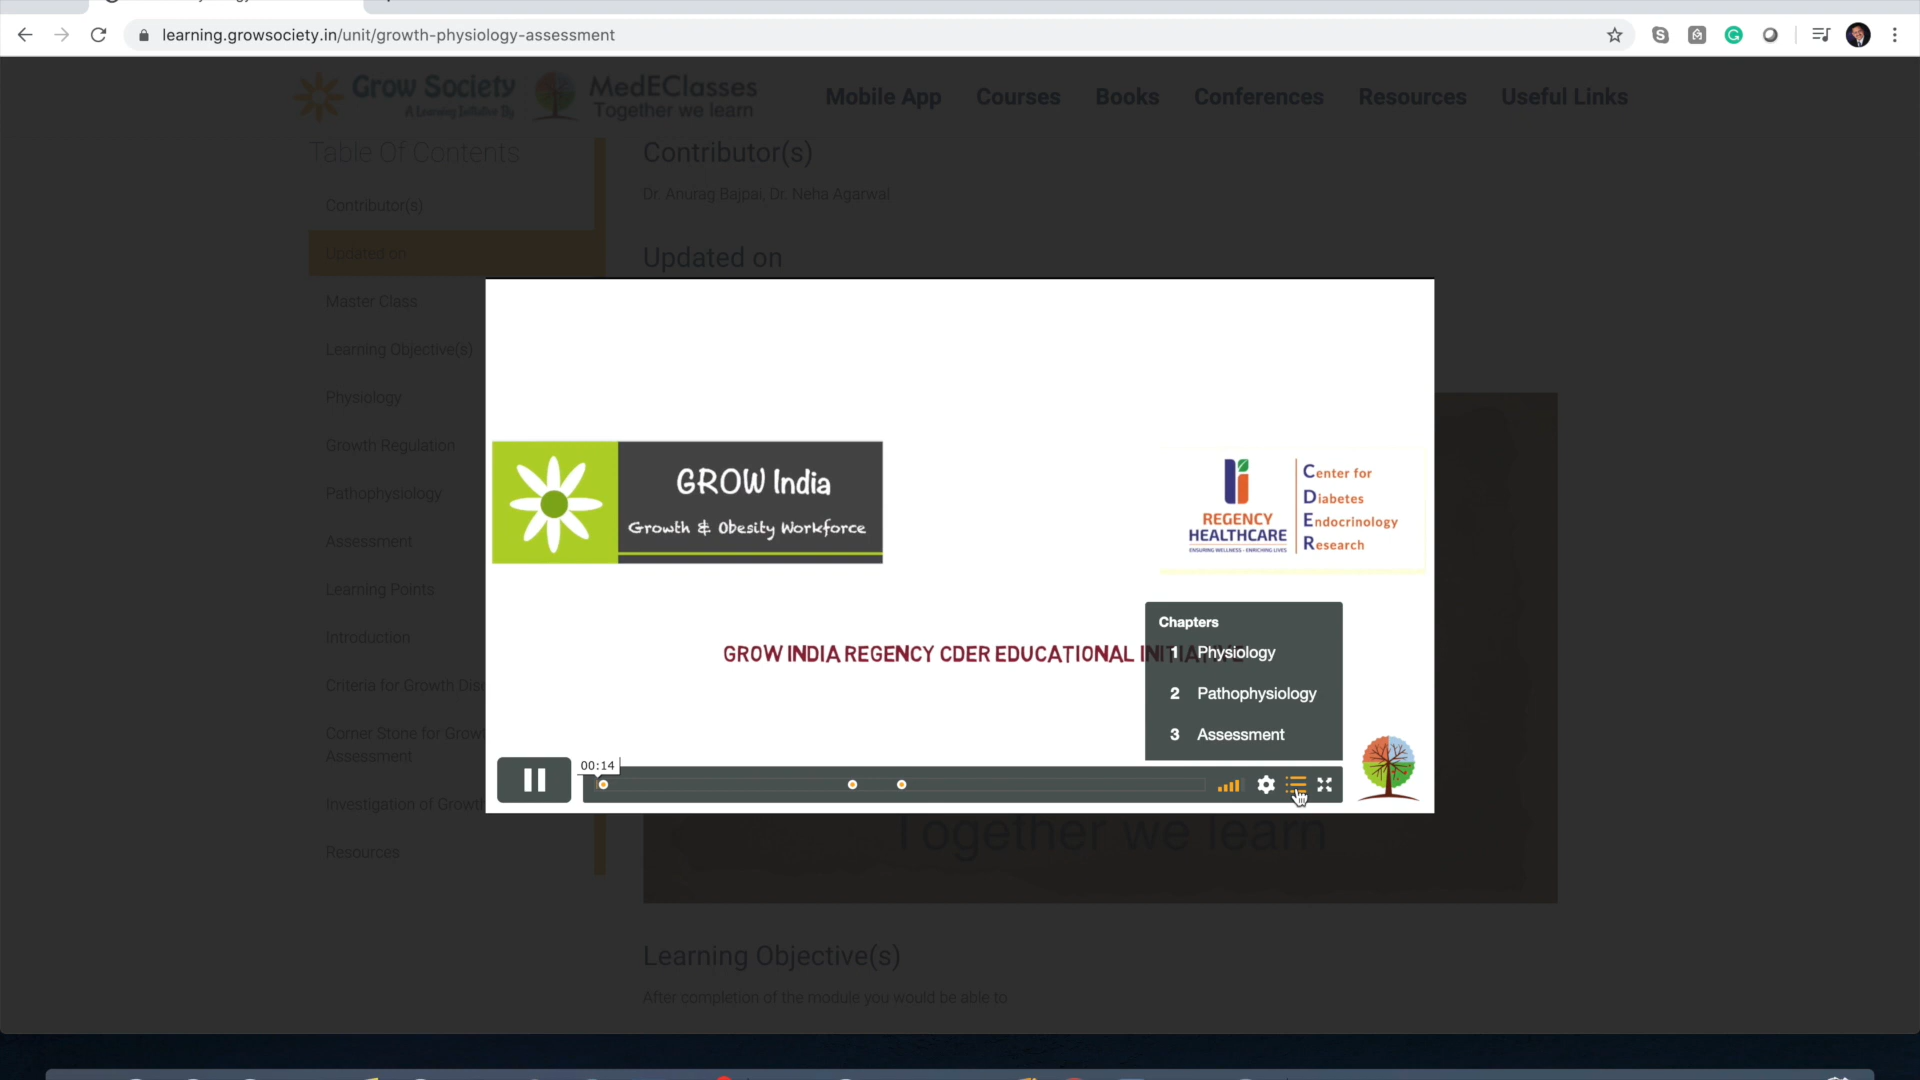 learning.growsociety.in/unit/growth-physiology-assessment
Grow Society
A Learning Initiative By
MedEClasses
Together we learn
Mobile App
Courses
Books
Conferences
Resources
Useful Links
Table Of Contents
Contributor(s)
Updated on
Master Class
Learning Objective(s)
Physiology
Growth Regulation
Pathophysiology
Assessment
Learning Points
Introduction
Criteria for Growth
Corner Stone for
Assessment
Investigation of
Resources
Contributor(s)
Dr. Anurag Bajpai, Dr. Neha Agarwal
Updated on
GROW India
Growth & Obesity Workforce
REGENCY
HEALTHCARE
ENSURING WELLNESS - ENRICHING LIVES
Center for
Diabetes
Endocrinology
Research
GROW INDIA REGENCY CDER EDUCATIONAL
Chapters
1 Physiology
2 Pathophysiology
3 Assessment
00:14
Together we learn
Learning Objective(s)
After completion of the module you would be able to